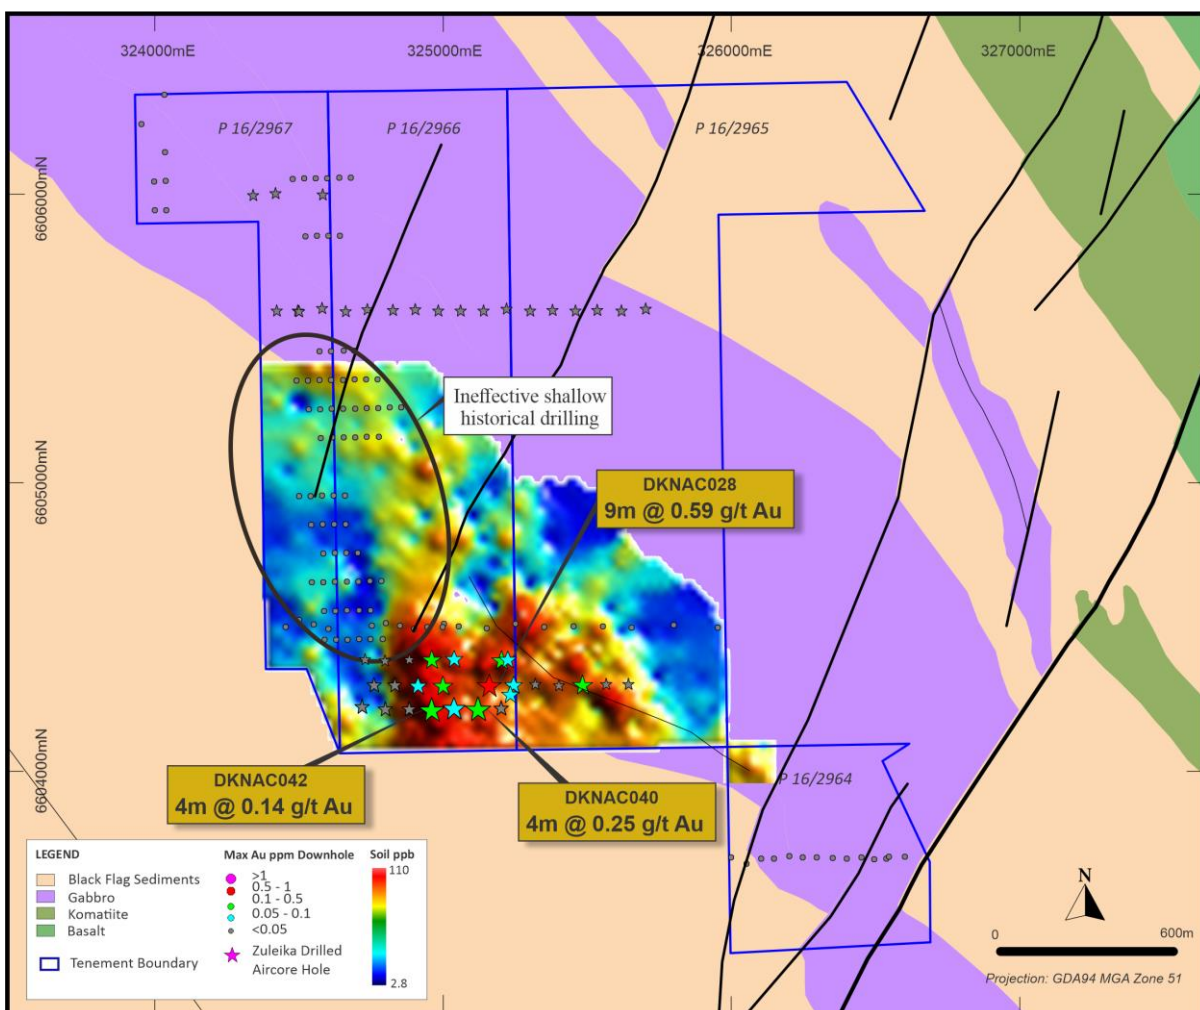 324000mE
325000mE
326000mE
327000mE
P 16/2967
P 16/2966
P 16/2965
6606000mN
Ineffective shallow
historical drilling
6605000mN
DKNAC028
9m @ 0.59 g/t Au
6604000mN
DKNAC042
4m @ 0.14 g/t Au
DKNAC040
4m @ 0.25 g/t Au
P 16/2964
LEGEND
Black Flag Sediments
Gabbro
Komatiite
Basalt
Tenement Boundary
Max Au ppm Downhole
>1
0.5 - 1
0.1 - 0.5
0.05 - 0.1
<0.05
Zuleika Drilled
Aircore Hole
Soil ppb
110
2.8
N
0
600m
Projection: GDA94 MGA Zone 51